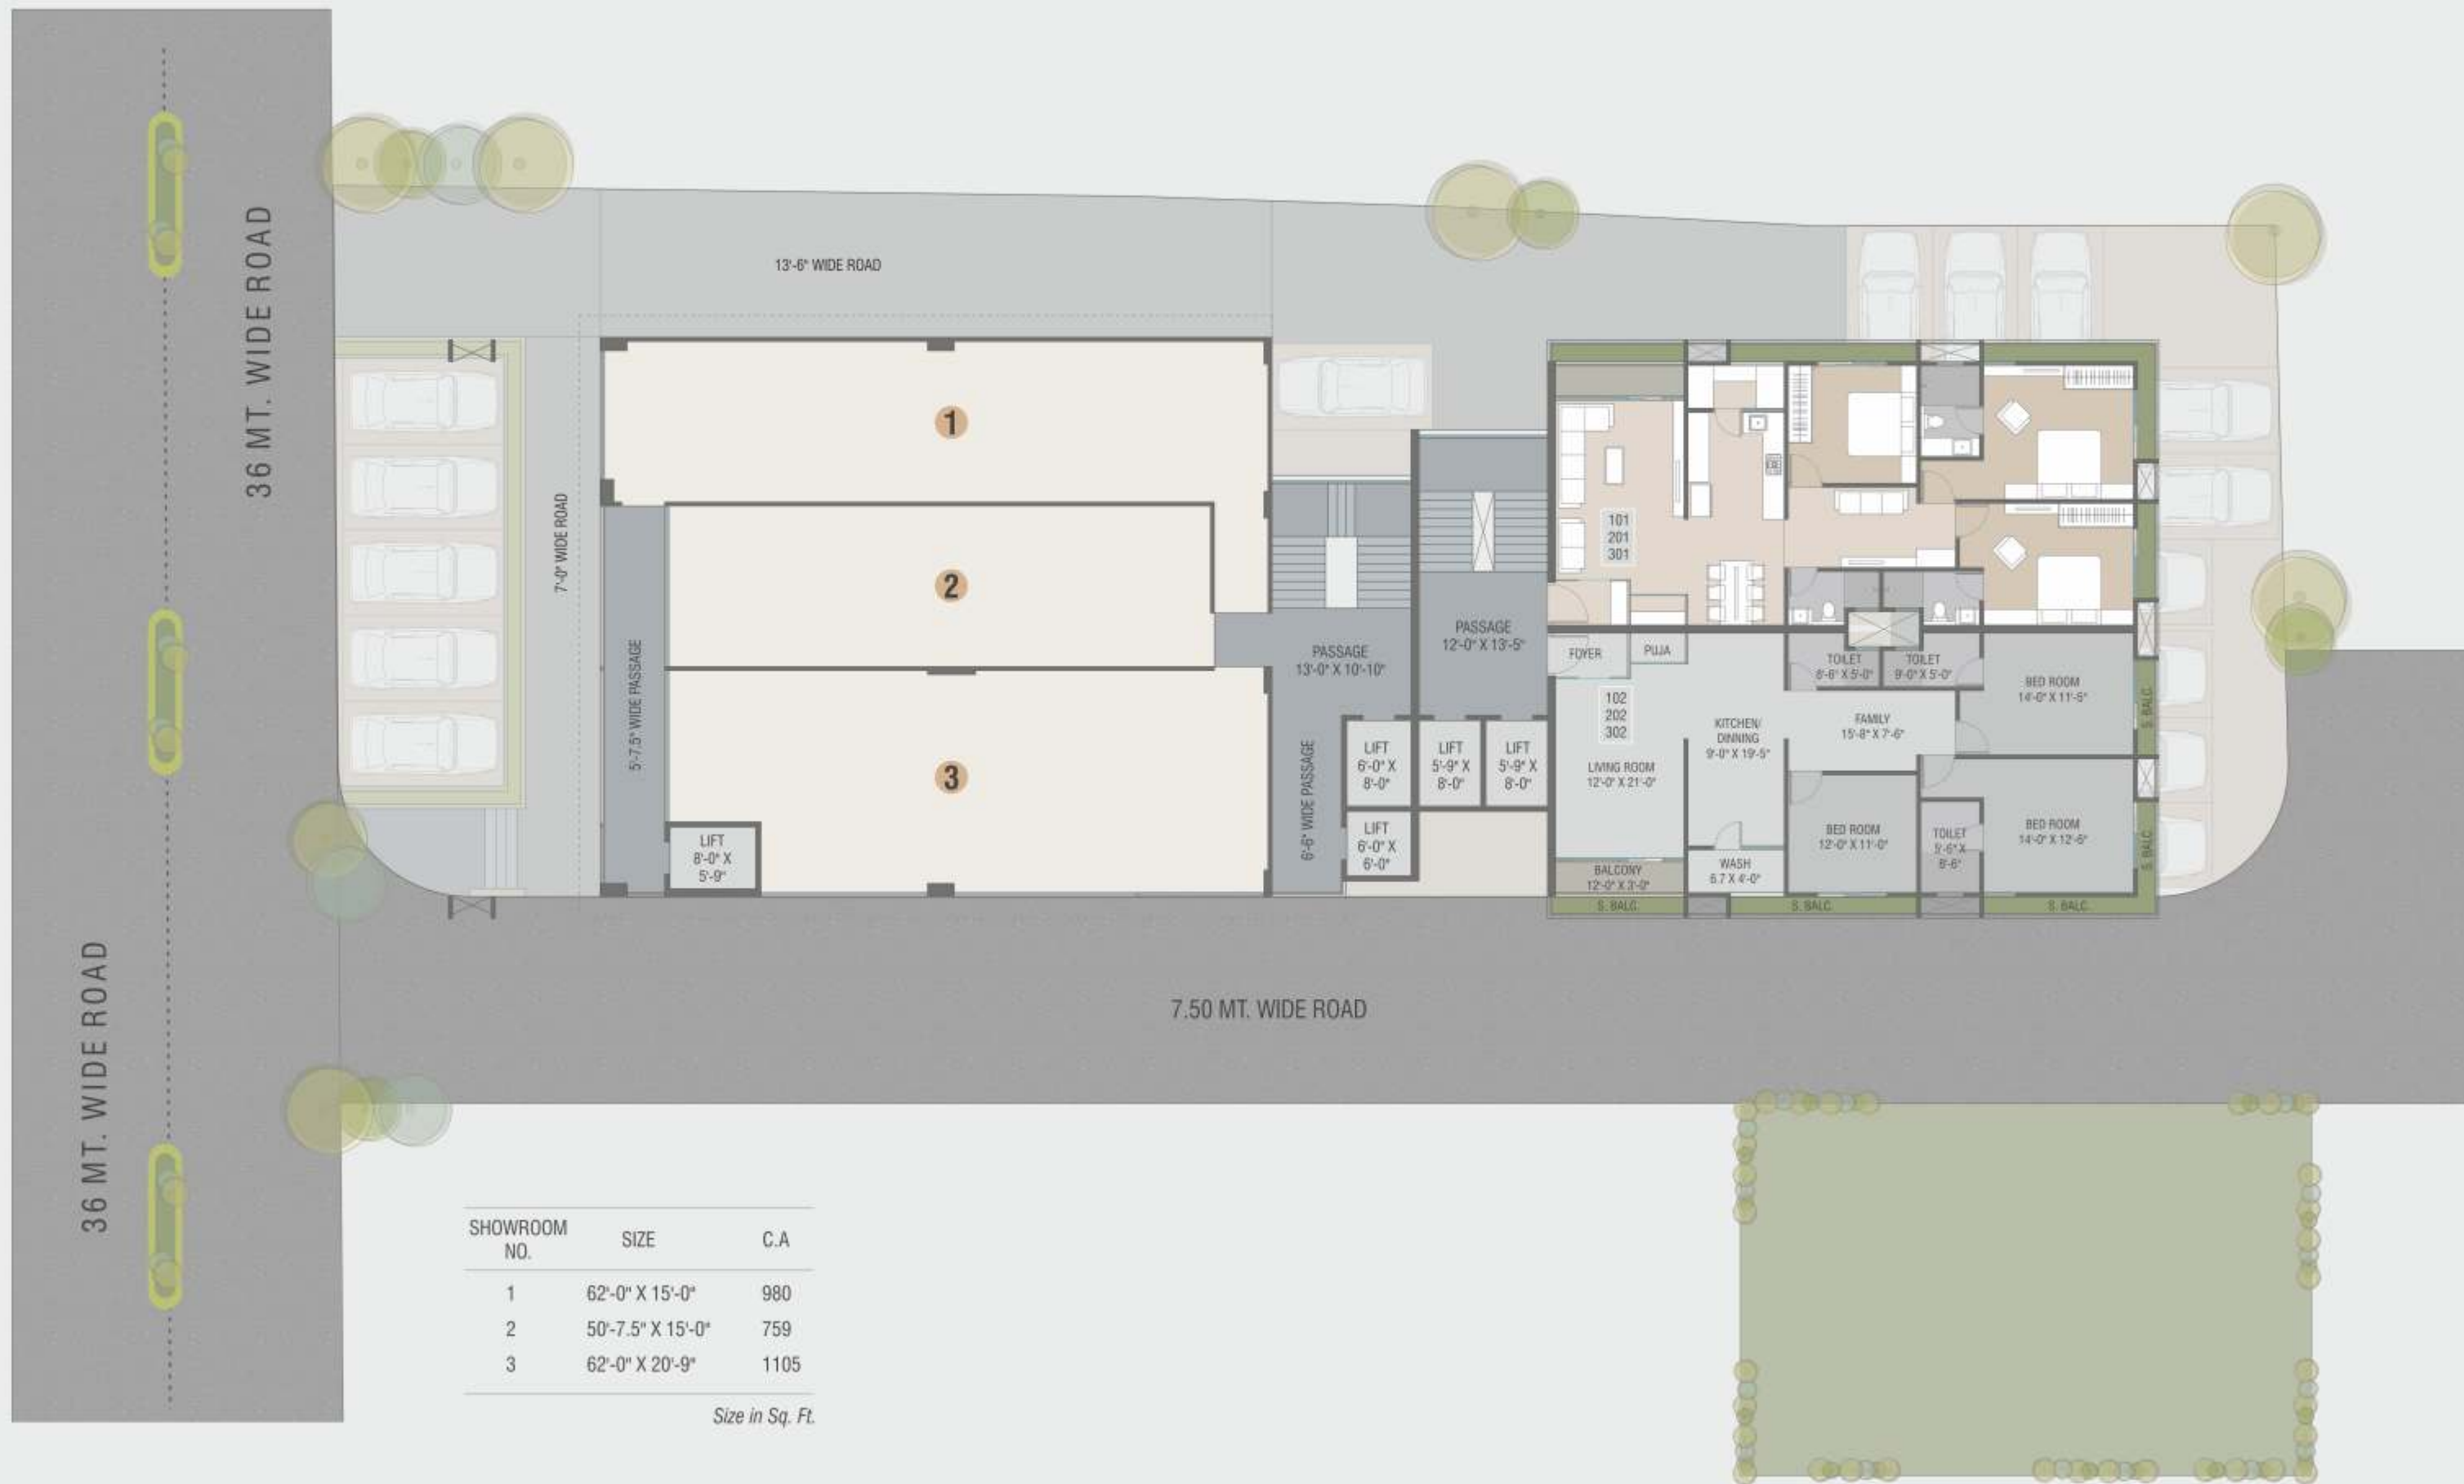 36 MT. WIDE ROAD
13'-6" WIDE ROAD
7'-0" WIDE ROAD
1
2
3
5'-7.5" WIDE PASSAGE
LIFT
8'-0" X
5'-9"
PASSAGE
13'-0" X 10'-10"
6'-6" WIDE PASSAGE
LIFT
6'-0" X
8'-0"
LIFT
6'-0" X
6'-0"
PASSAGE
12'-0" X 13'-5"
LIFT
5'-9" X
8'-0"
LIFT
5'-9" X
8'-0"
101
201
301
FOYER
PUJA
102
202
302
LIVING ROOM
12'-0" X 21'-0"
BALCONY
12'-0" X 3'-0"
S. BALC.
KITCHEN/
DINNING
9'-0" X 19'-5"
WASH
6.7 X 4'-0"
TOILET
8'-6" X 5'-0"
TOILET
9'-0" X 5'-0"
FAMILY
15'-8" X 7'-6"
BED ROOM
12'-0" X 11'-0"
S. BALC.
TOILET
5'-6" X
8'-6"
BED ROOM
14'-0" X 11'-5"
S. BALC.
BED ROOM
14'-0" X 12'-6"
S. BALC.
S. BALC.
36 MT. WIDE ROAD
7.50 MT. WIDE ROAD
SHOWROOM NO. SIZE C.A
1 62'-0" X 15'-0" 980
2 50'-7.5" X 15'-0" 759
3 62'-0" X 20'-9" 1105
Size in Sq. Ft.